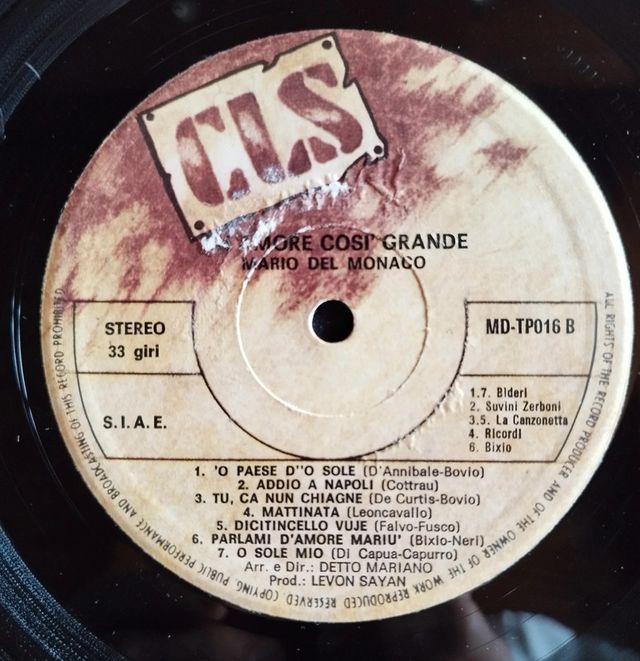 CLS
AMORE COSI' GRANDE
MARIO DEL MONACO
STEREO
33 giri
MD-TP016 B
S.I.A.E.
1.7. Bideri
2. Suvini Zerboni
3.5. La Canzonetta
4. Ricordi
6. Bixio
1. 'O PAESE D''O SOLE (D'Annibale-Bovio)
2. ADDIO A NAPOLI (Cottrau)
3. TU, CA NUN CHIAGNE (De Curtis-Bovio)
4. MATTINATA (Leoncavallo)
5. DICITINCELLO VUJE (Falvo-Fusco)
6. PARLAMI D'AMORE MARIU' (Bixio-Neri)
7. O SOLE MIO (Di Capua-Capurro)
Arr. e Dir.: DETTO MARIANO
Prod.: LEVON SAYAN
ALL RIGHTS OF THE RECORD PRODUCER AND OF THE OWNER OF THE WORK REPRODUCED RESERVED. COPYING, PUBLIC PERFORMANCE AND BROADCASTING OF THIS RECORD PROHIBITED